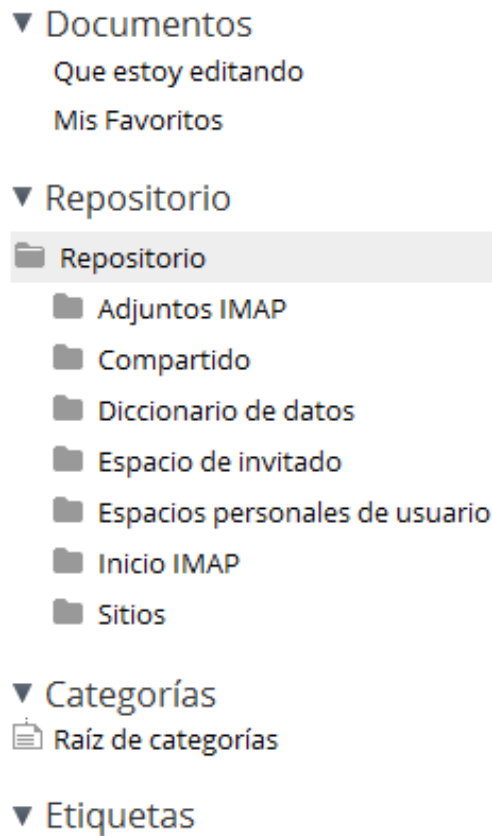 Documentos
Que estoy editando
Mis Favoritos
Repositorio
Repositorio
Adjuntos IMAP
Compartido
Diccionario de datos
Espacio de invitado
Espacios personales de usuario
Inicio IMAP
Sitios
Categorías
Raíz de categorías
Etiquetas